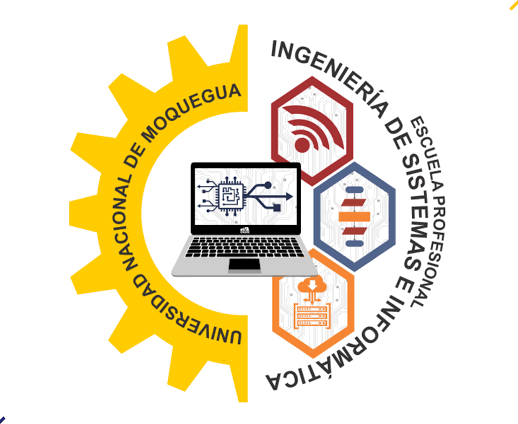 UNIVERSIDAD NACIONAL DE MOQUEGUA
INGENIERÍA DE SISTEMAS E INFORMÁTICA
ESCUELA PROFESIONAL